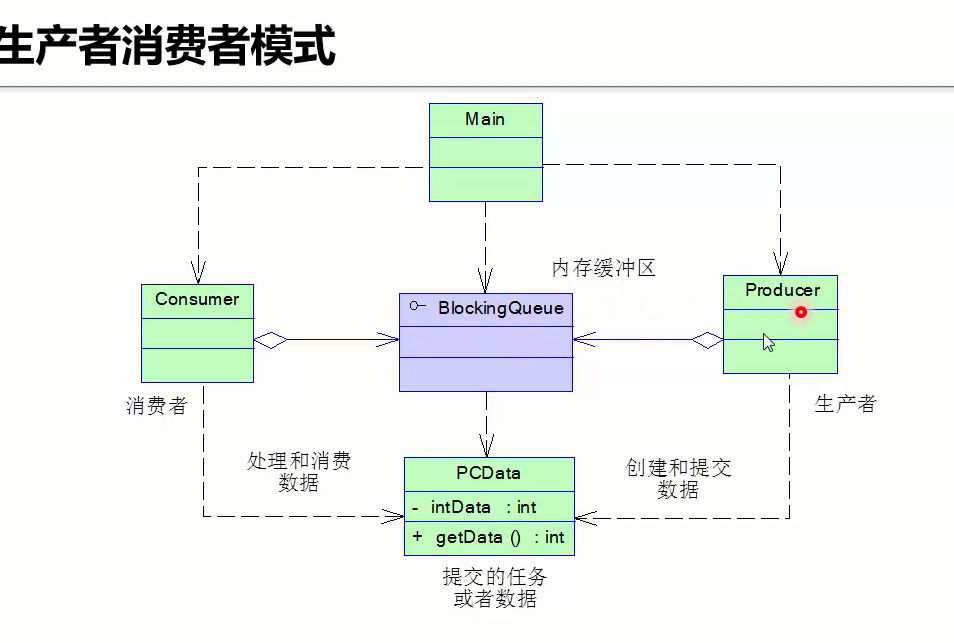 生产者消费者模式
Main
内存缓冲区
Consumer
BlockingQueue
Producer
消费者
生产者
处理和消费
数据
创建和提交
数据
PCData
- intData : int
+ getData () : int
提交的任务
或者数据